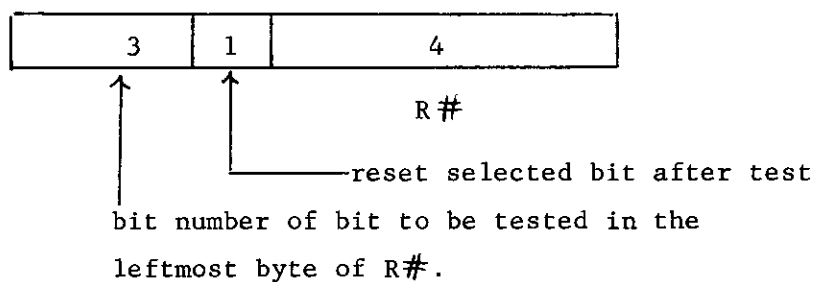 3 1 4
R#
reset selected bit after test
bit number of bit to be tested in the
leftmost byte of R#.